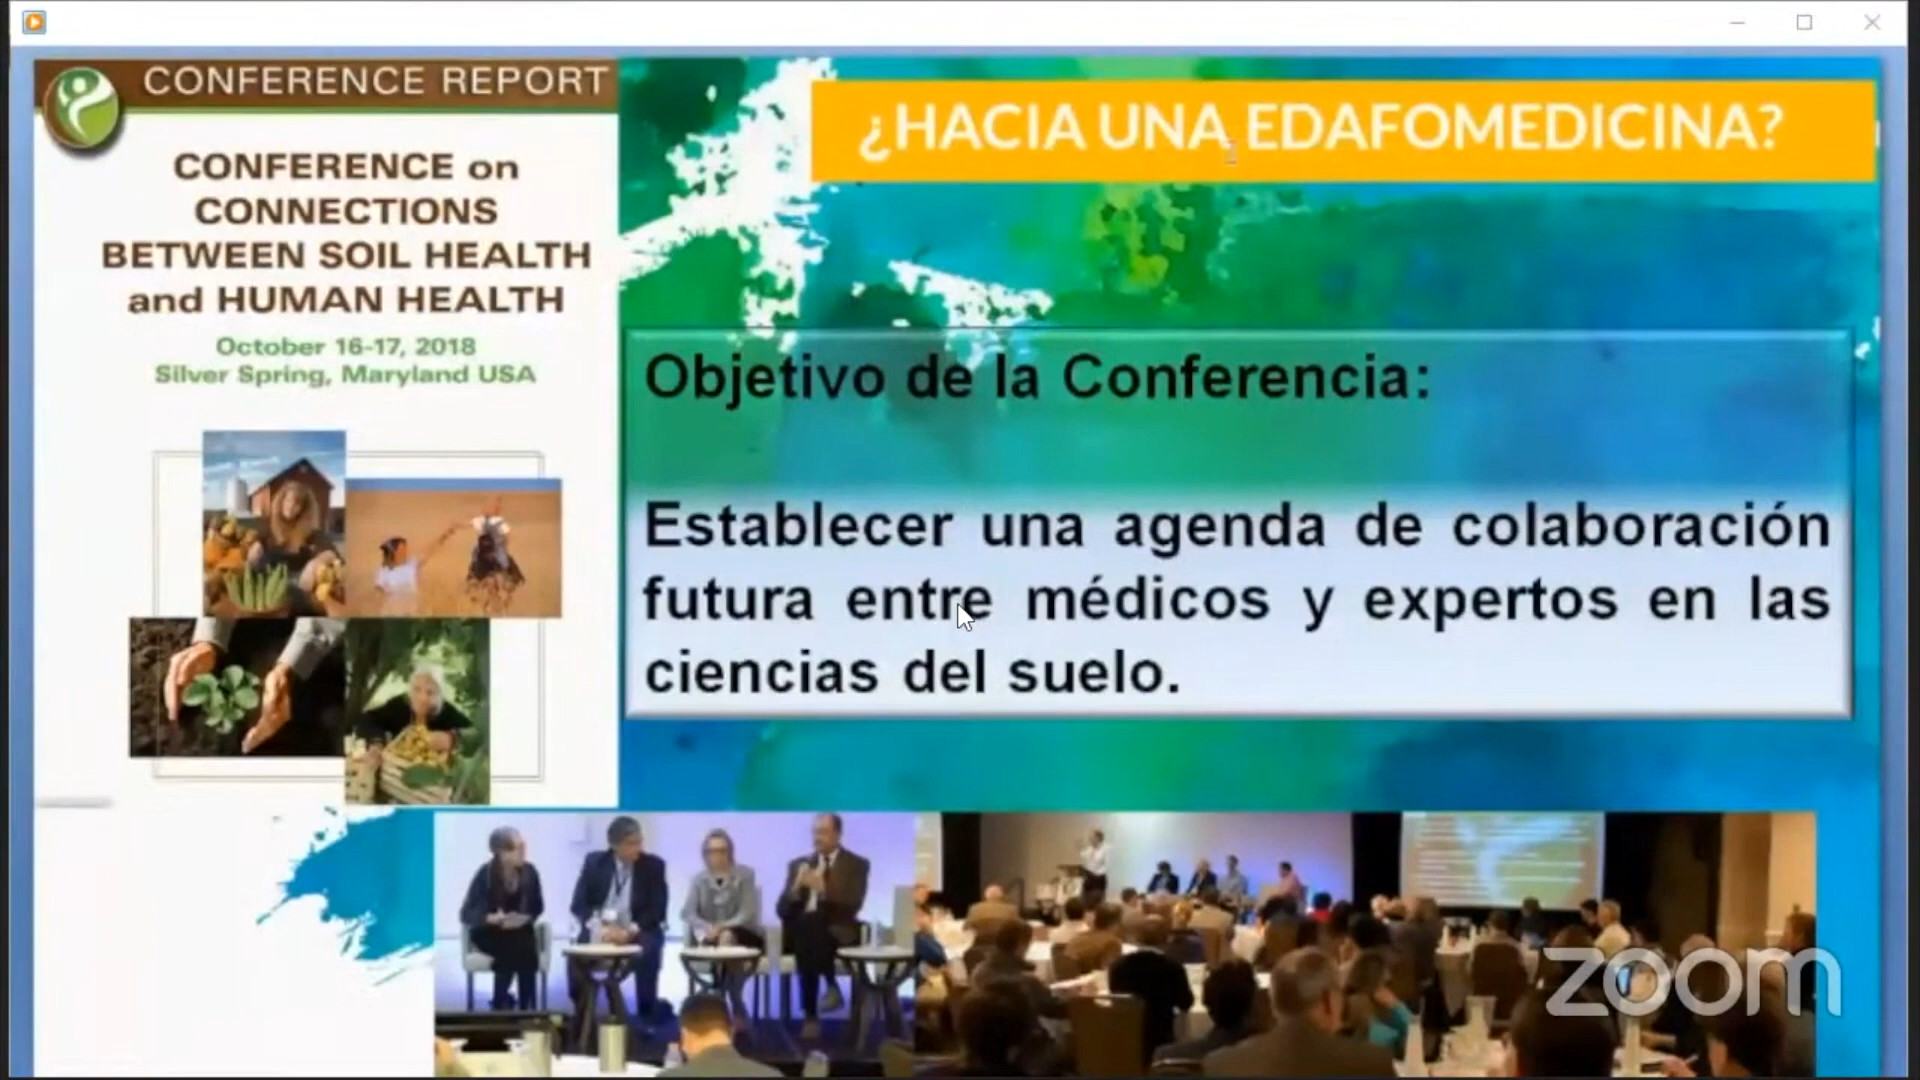 CONFERENCE REPORT
CONFERENCE on
CONNECTIONS
BETWEEN SOIL HEALTH
and HUMAN HEALTH
October 16-17, 2018
Silver Spring, Maryland USA
¿HACIA UNA EDAFOMEDICINA?
Objetivo de la Conferencia:
Establecer una agenda de colaboración
futura entre médicos y expertos en las
ciencias del suelo.
zoom